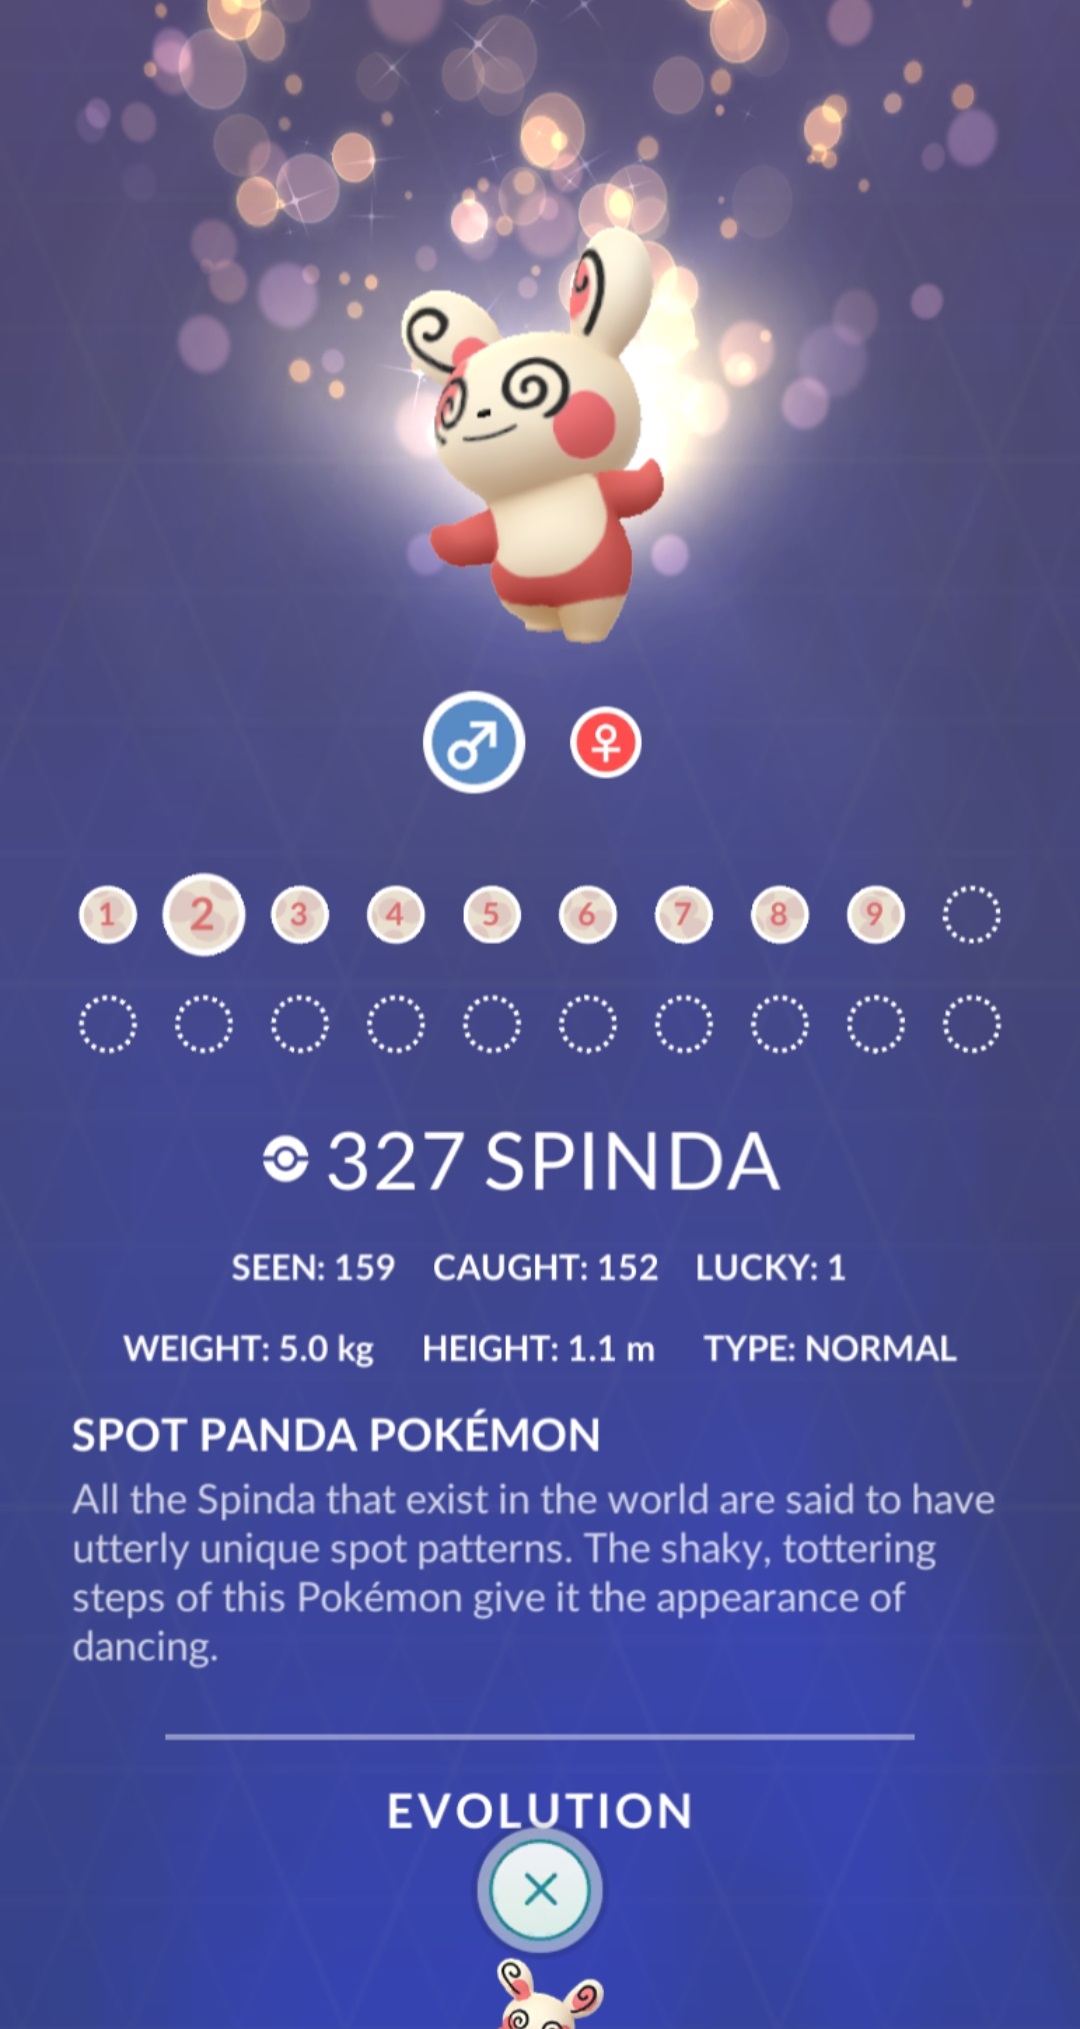 1 2 3 4 5 6 7 8 9
327 SPINDA
SEEN: 159 CAUGHT: 152 LUCKY: 1
WEIGHT: 5.0 kg HEIGHT: 1.1 m TYPE: NORMAL
SPOT PANDA POKÉMON
All the Spinda that exist in the world are said to have
utterly unique spot patterns. The shaky, tottering
steps of this Pokémon give it the appearance of
dancing.
EVOLUTION